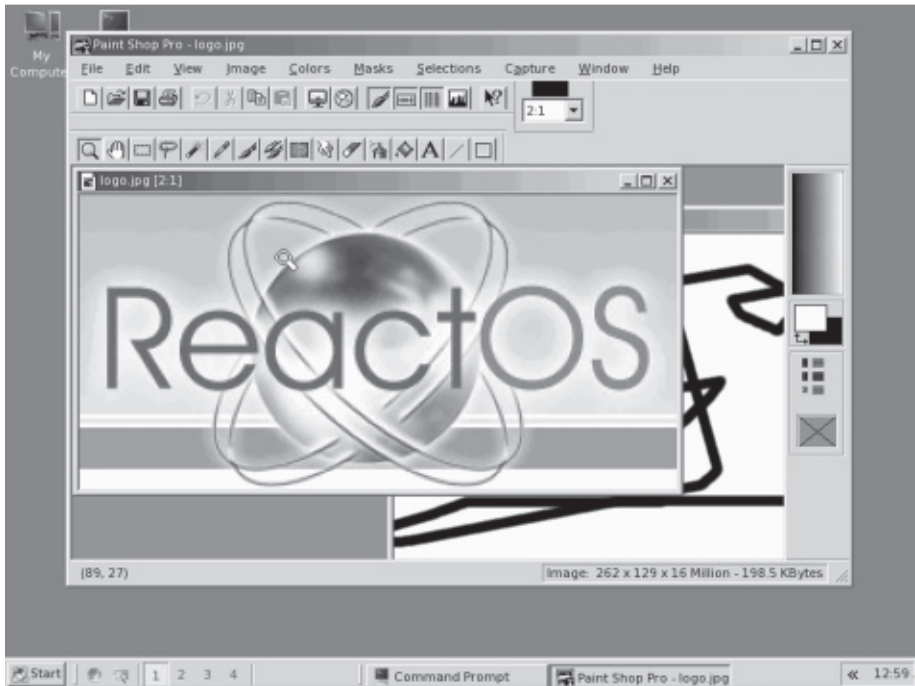 My
Compute
Paint Shop Pro - logo.jpg
File Edit View Image Colors Masks Selections Capture Window Help
2:1
A
logo.jpg [2:1]
ReactOS
(89, 27)
Image: 262 x 129 x 16 Million - 198.5 KBytes
Start 1 2 3 4 Command Prompt Paint Shop Pro - logo.jpg « 12:59